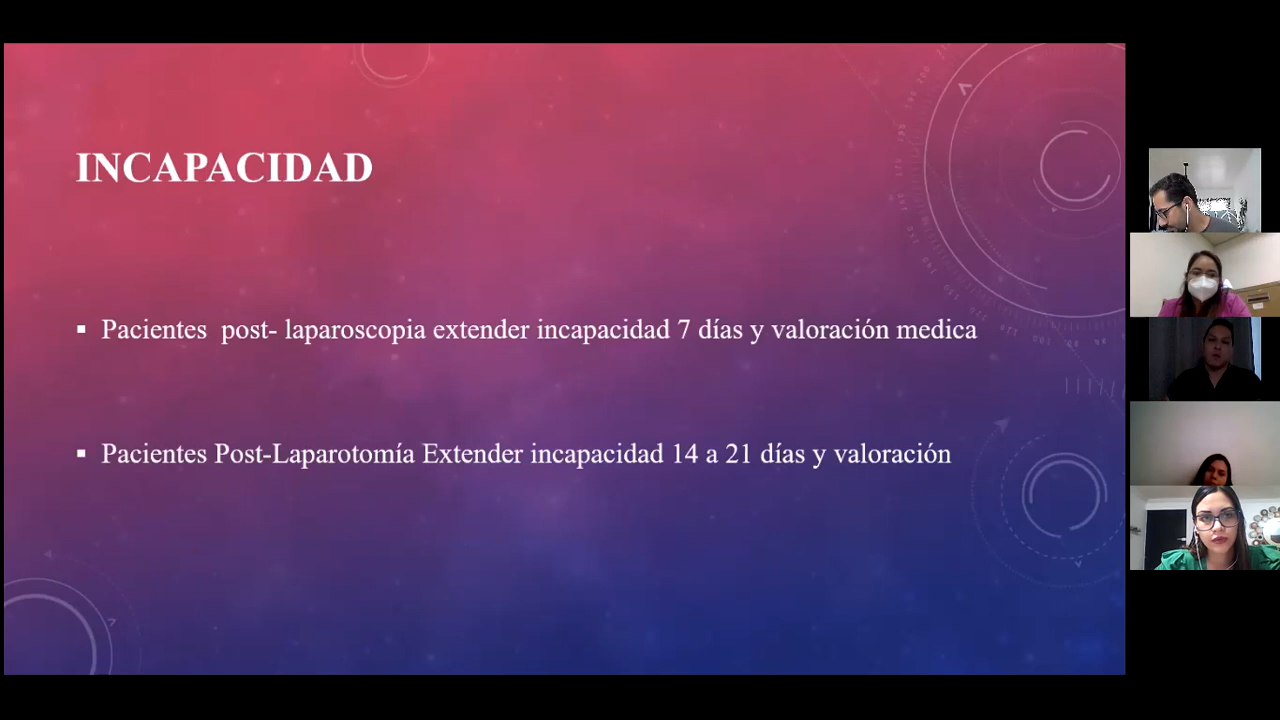 INCAPACIDAD
▪ Pacientes post- laparoscopia extender incapacidad 7 días y valoración medica
▪ Pacientes Post-Laparotomía Extender incapacidad 14 a 21 días y valoración